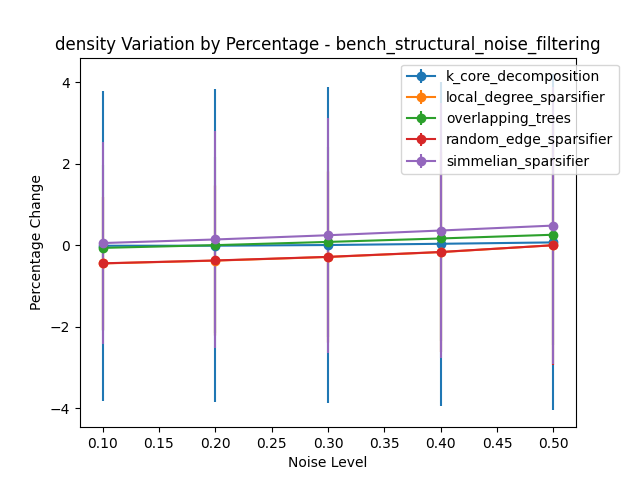 density Variation by Percentage - bench_structural_noise_filtering
k_core_decomposition
local_degree_sparsifier
overlapping_trees
random_edge_sparsifier
simmelian_sparsifier
Percentage Change
4
2
0
−2
−4
0.10 0.15 0.20 0.25 0.30 0.35 0.40 0.45 0.50
Noise Level